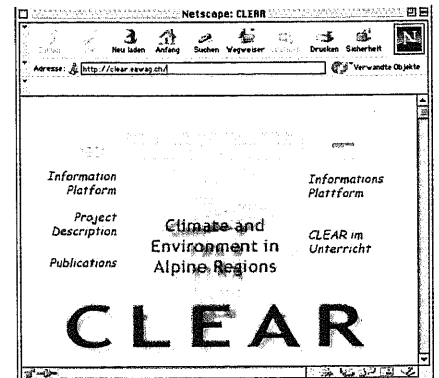 Netscape: CLEAR
Neu laden Anfang Suchen Wegweiser Drucken Sicherheit
N
Adresse: http://clear.eawag.ch/ Verwandte Objekte
Information
Platform
Project
Description
Publications
Climate and
Environment in
Alpine Regions
Informations
Plattform
CLEAR im
Unterricht
CLEAR